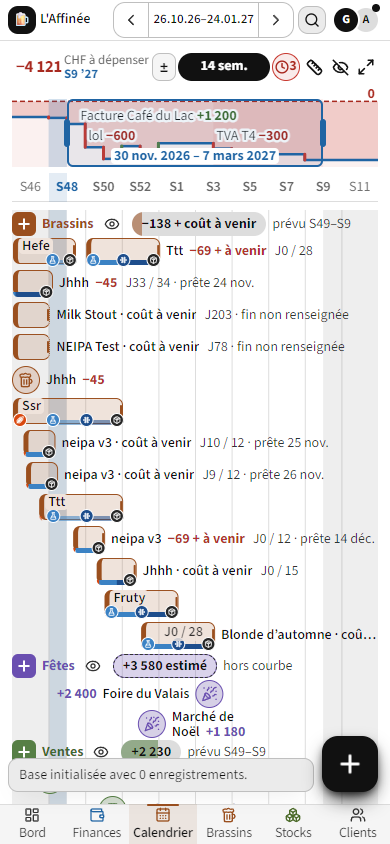 L'Affinée
26.10.26–24.01.27
G
A
−4 121
CHF à dépenser
S9 '27
±
14 sem.
3
0
Facture Café du Lac +1 200
lol −600
TVA T4 −300
30 nov. 2026 – 7 mars 2027
S46 S48 S50 S52 S1 S3 S5 S7 S9 S11
Brassins
−138 + coût à venir
prévu S49–S9
Hefe
Ttt −69 + à venir J0 / 28
Jhhh −45 J33 / 34 · prête 24 nov.
Milk Stout · coût à venir J203 · fin non renseignée
NEIPA Test · coût à venir J78 · fin non renseignée
Jhhh −45
Ssr
neipa v3 · coût à venir J10 / 12 · prête 25 nov.
neipa v3 · coût à venir J9 / 12 · prête 26 nov.
Ttt
neipa v3 −69 + à venir J0 / 12 · prête 14 déc.
Jhhh · coût à venir J0 / 15
Fruty
J0 / 28
Blonde d'automne · coû…
Fêtes
+3 580 estimé
hors courbe
+2 400 Foire du Valais
Marché de
Noël +1 180
Ventes
+2 230
prévu S49–S9
Base initialisée avec 0 enregistrements.
+
Bord
Finances
Calendrier
Brassins
Stocks
Clients